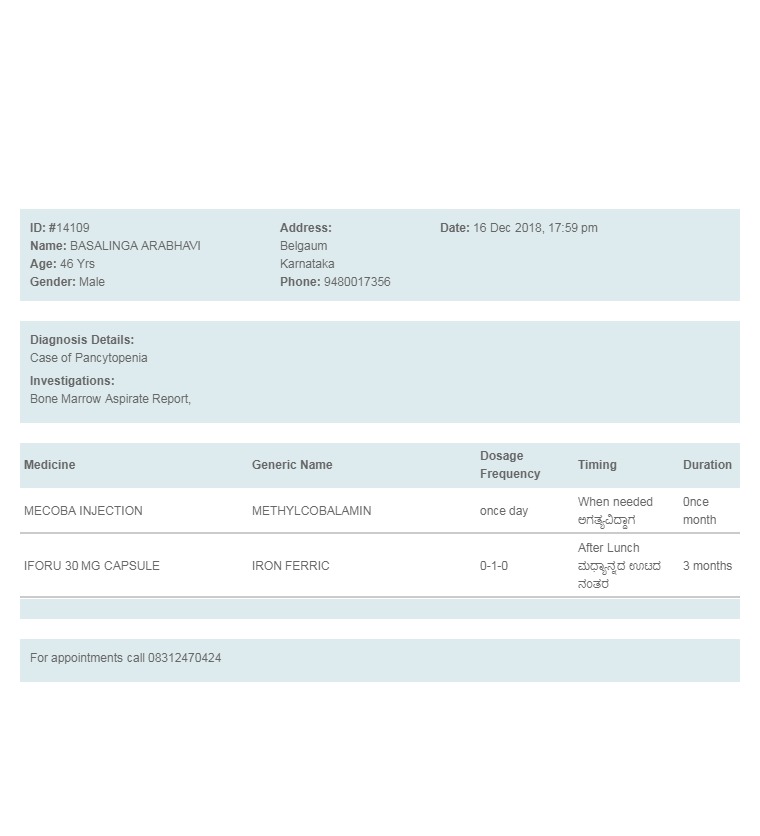 ID: #14109
Name: BASALINGA ARABHAVI
Age: 46 Yrs
Gender: Male
Address:
Belgaum
Karnataka
Phone: 9480017356
Date: 16 Dec 2018, 17:59 pm
Diagnosis Details:
Case of Pancytopenia
Investigations:
Bone Marrow Aspirate Report,
Medicine Generic Name Dosage Frequency Timing Duration
MECOBA INJECTION METHYLCOBALAMIN once day When needed 0nce
ಅಗತ್ಯವಿದ್ದಾಗ month
IFORU 30 MG CAPSULE IRON FERRIC 0-1-0 After Lunch 3 months
ಮಧ್ಯಾನ್ನದ ಊಟದ
ನಂತರ
For appointments call 08312470424